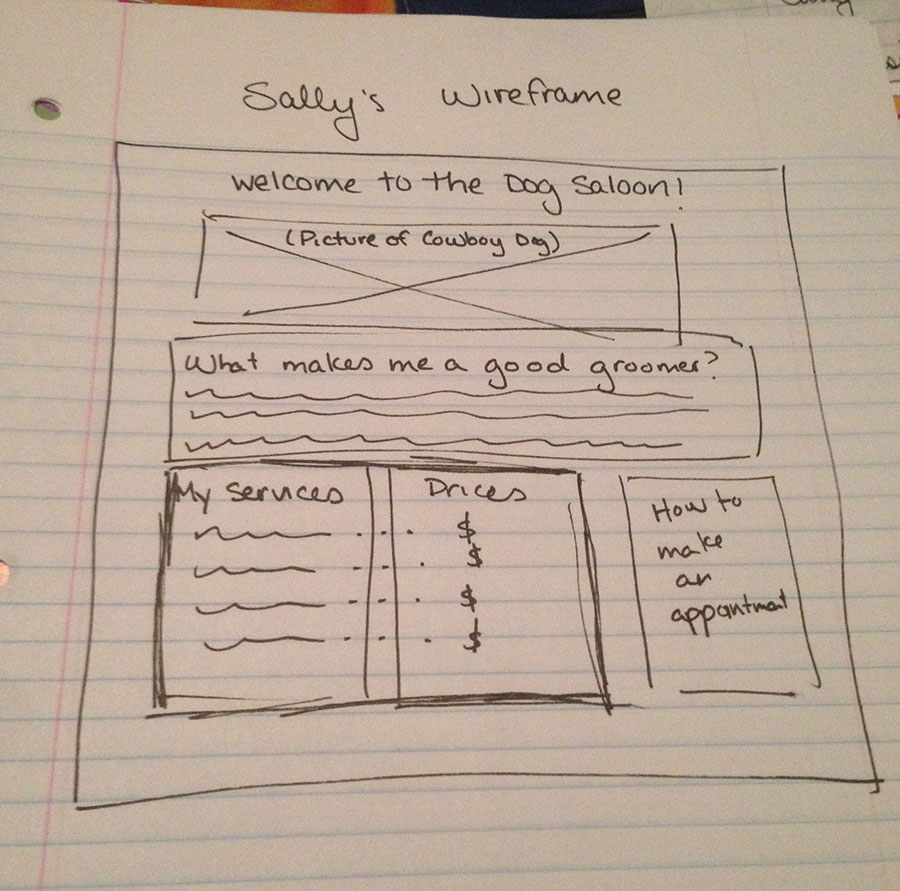 Sally's Wireframe
Welcome to the Dog Saloon!
(Picture of Cowboy Dog)
What makes me a good groomer?
My services Prices
$
$
$
$
How to
make
an
appointment